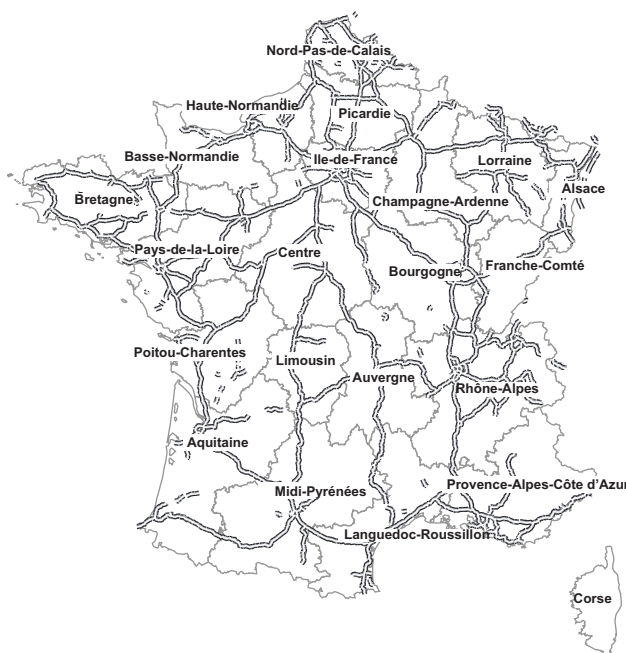 Nord-Pas-de-Calais
Haute-Normandie
Picardie
Basse-Normandie
Ile-de-France
Lorraine
Alsace
Bretagne
Champagne-Ardenne
Pays-de-la-Loire
Centre
Bourgogne
Franche-Comté
Poitou-Charentes
Limousin
Auvergne
Rhône-Alpes
Aquitaine
Midi-Pyrénées
Provence-Alpes-Côte d'Azur
Languedoc-Roussillon
Corse